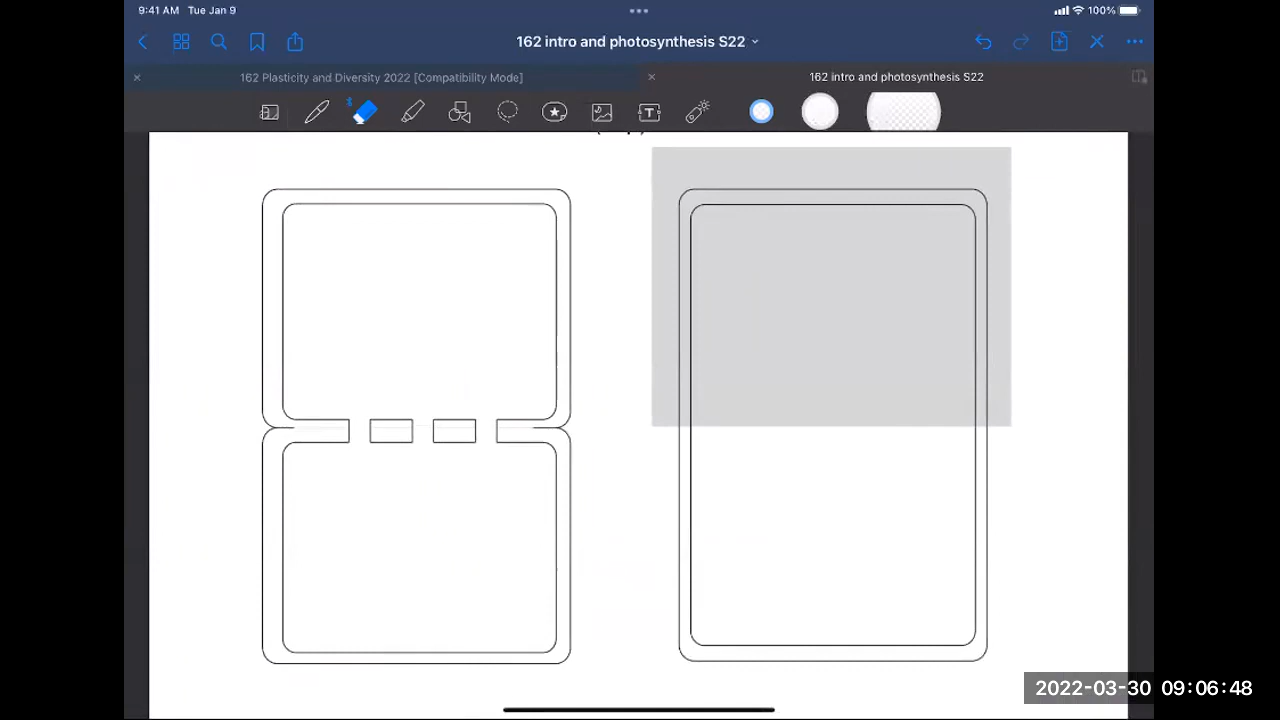 9:41 AM Tue Jan 9
100%
162 intro and photosynthesis S22
162 Plasticity and Diversity 2022 [Compatibility Mode]
162 intro and photosynthesis S22
T
2022-03-30 09:06:48